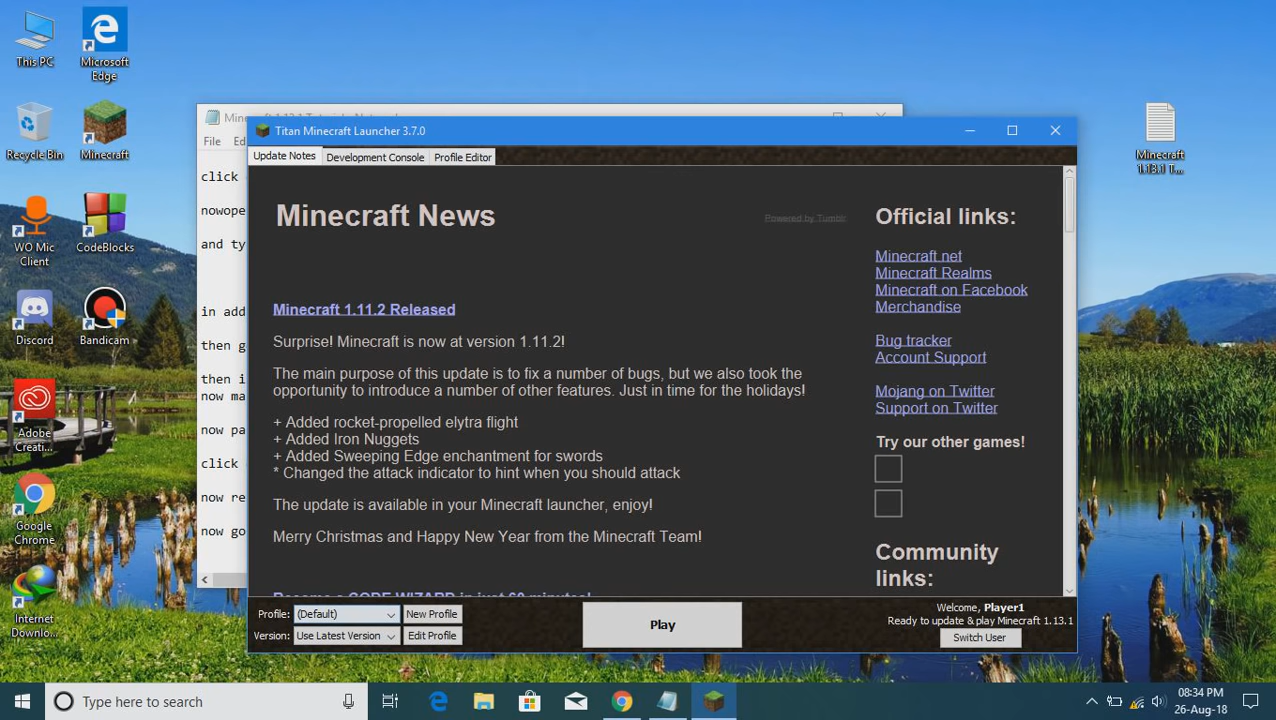 This PC
Microsoft
Edge
Recycle Bin
Minecraft
WO Mic
Client
CodeBlocks
Discord
Bandicam
Adobe
Creati...
Google
Chrome
Internet
Downlo...
Minecraft
1.13.1 T...
File Ed
click
nowope
and ty
in add
then g
then i
now ma
now pa
click
now re
now go
Titan Minecraft Launcher 3.7.0
Update Notes Development Console Profile Editor
Minecraft News
Powered by Tumblr
Minecraft 1.11.2 Released
Surprise! Minecraft is now at version 1.11.2!
The main purpose of this update is to fix a number of bugs, but we also took the
opportunity to introduce a number of other features. Just in time for the holidays!
+ Added rocket-propelled elytra flight
+ Added Iron Nuggets
+ Added Sweeping Edge enchantment for swords
* Changed the attack indicator to hint when you should attack
The update is available in your Minecraft launcher, enjoy!
Merry Christmas and Happy New Year from the Minecraft Team!
Become a CODE WIZARD in just 60 minutes!
Official links:
Minecraft net
Minecraft Realms
Minecraft on Facebook
Merchandise
Bug tracker
Account Support
Mojang on Twitter
Support on Twitter
Try our other games!
Community
links:
Profile: (Default) New Profile
Version: Use Latest Version Edit Profile
Play
Welcome, Player1
Ready to update & play Minecraft 1.13.1
Switch User
Type here to search
08:34 PM
26-Aug-18